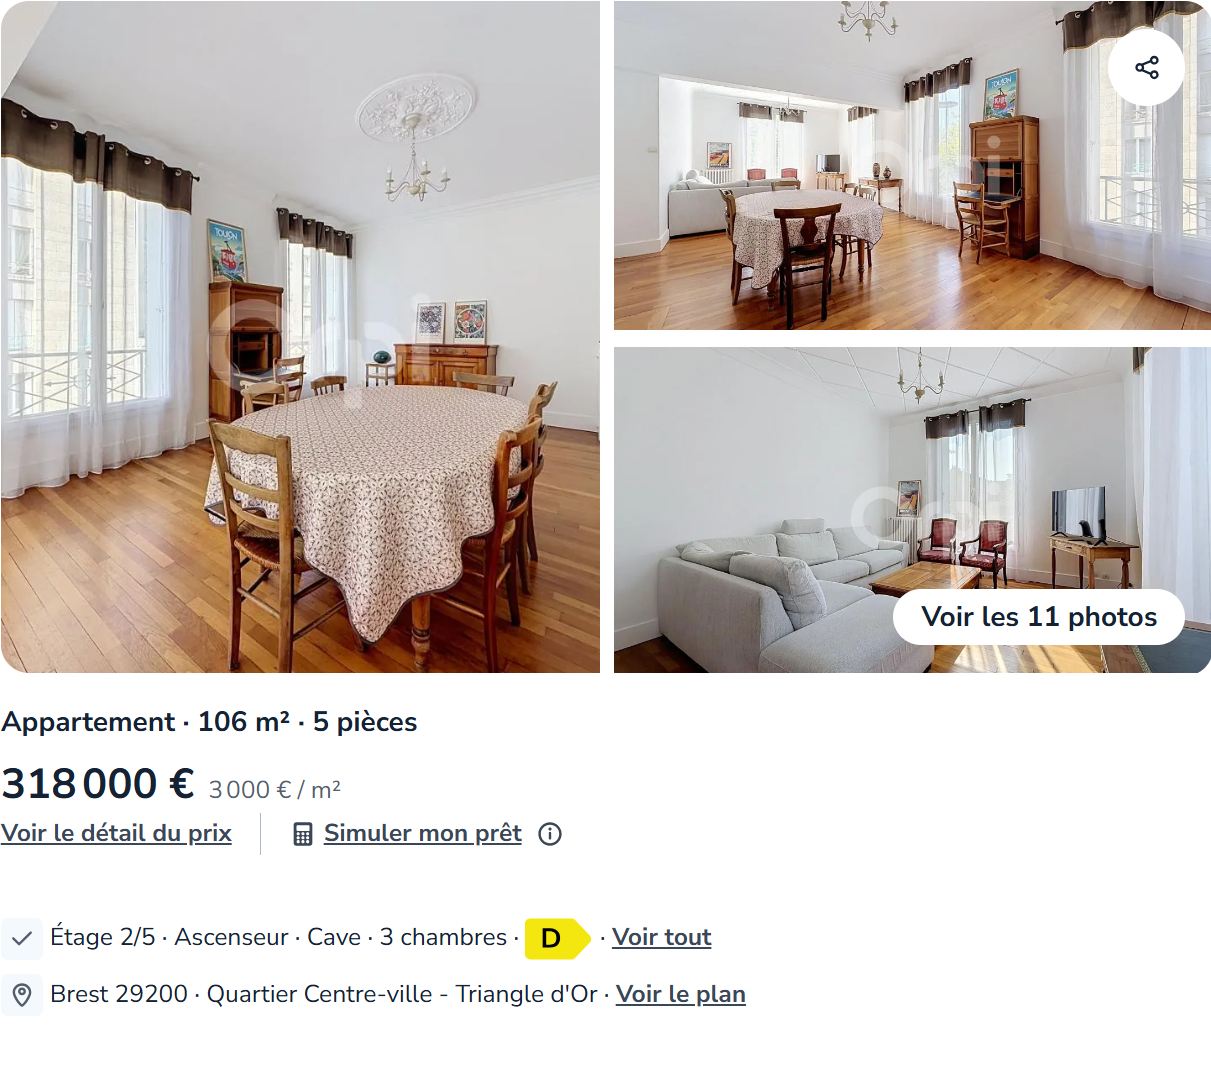 TOULON
TOULON
Voir les 11 photos
Appartement · 106 m² · 5 pièces
318 000 € 3 000 € / m²
Voir le détail du prix Simuler mon prêt
Étage 2/5 · Ascenseur · Cave · 3 chambres · D · Voir tout
Brest 29200 · Quartier Centre-ville - Triangle d'Or · Voir le plan